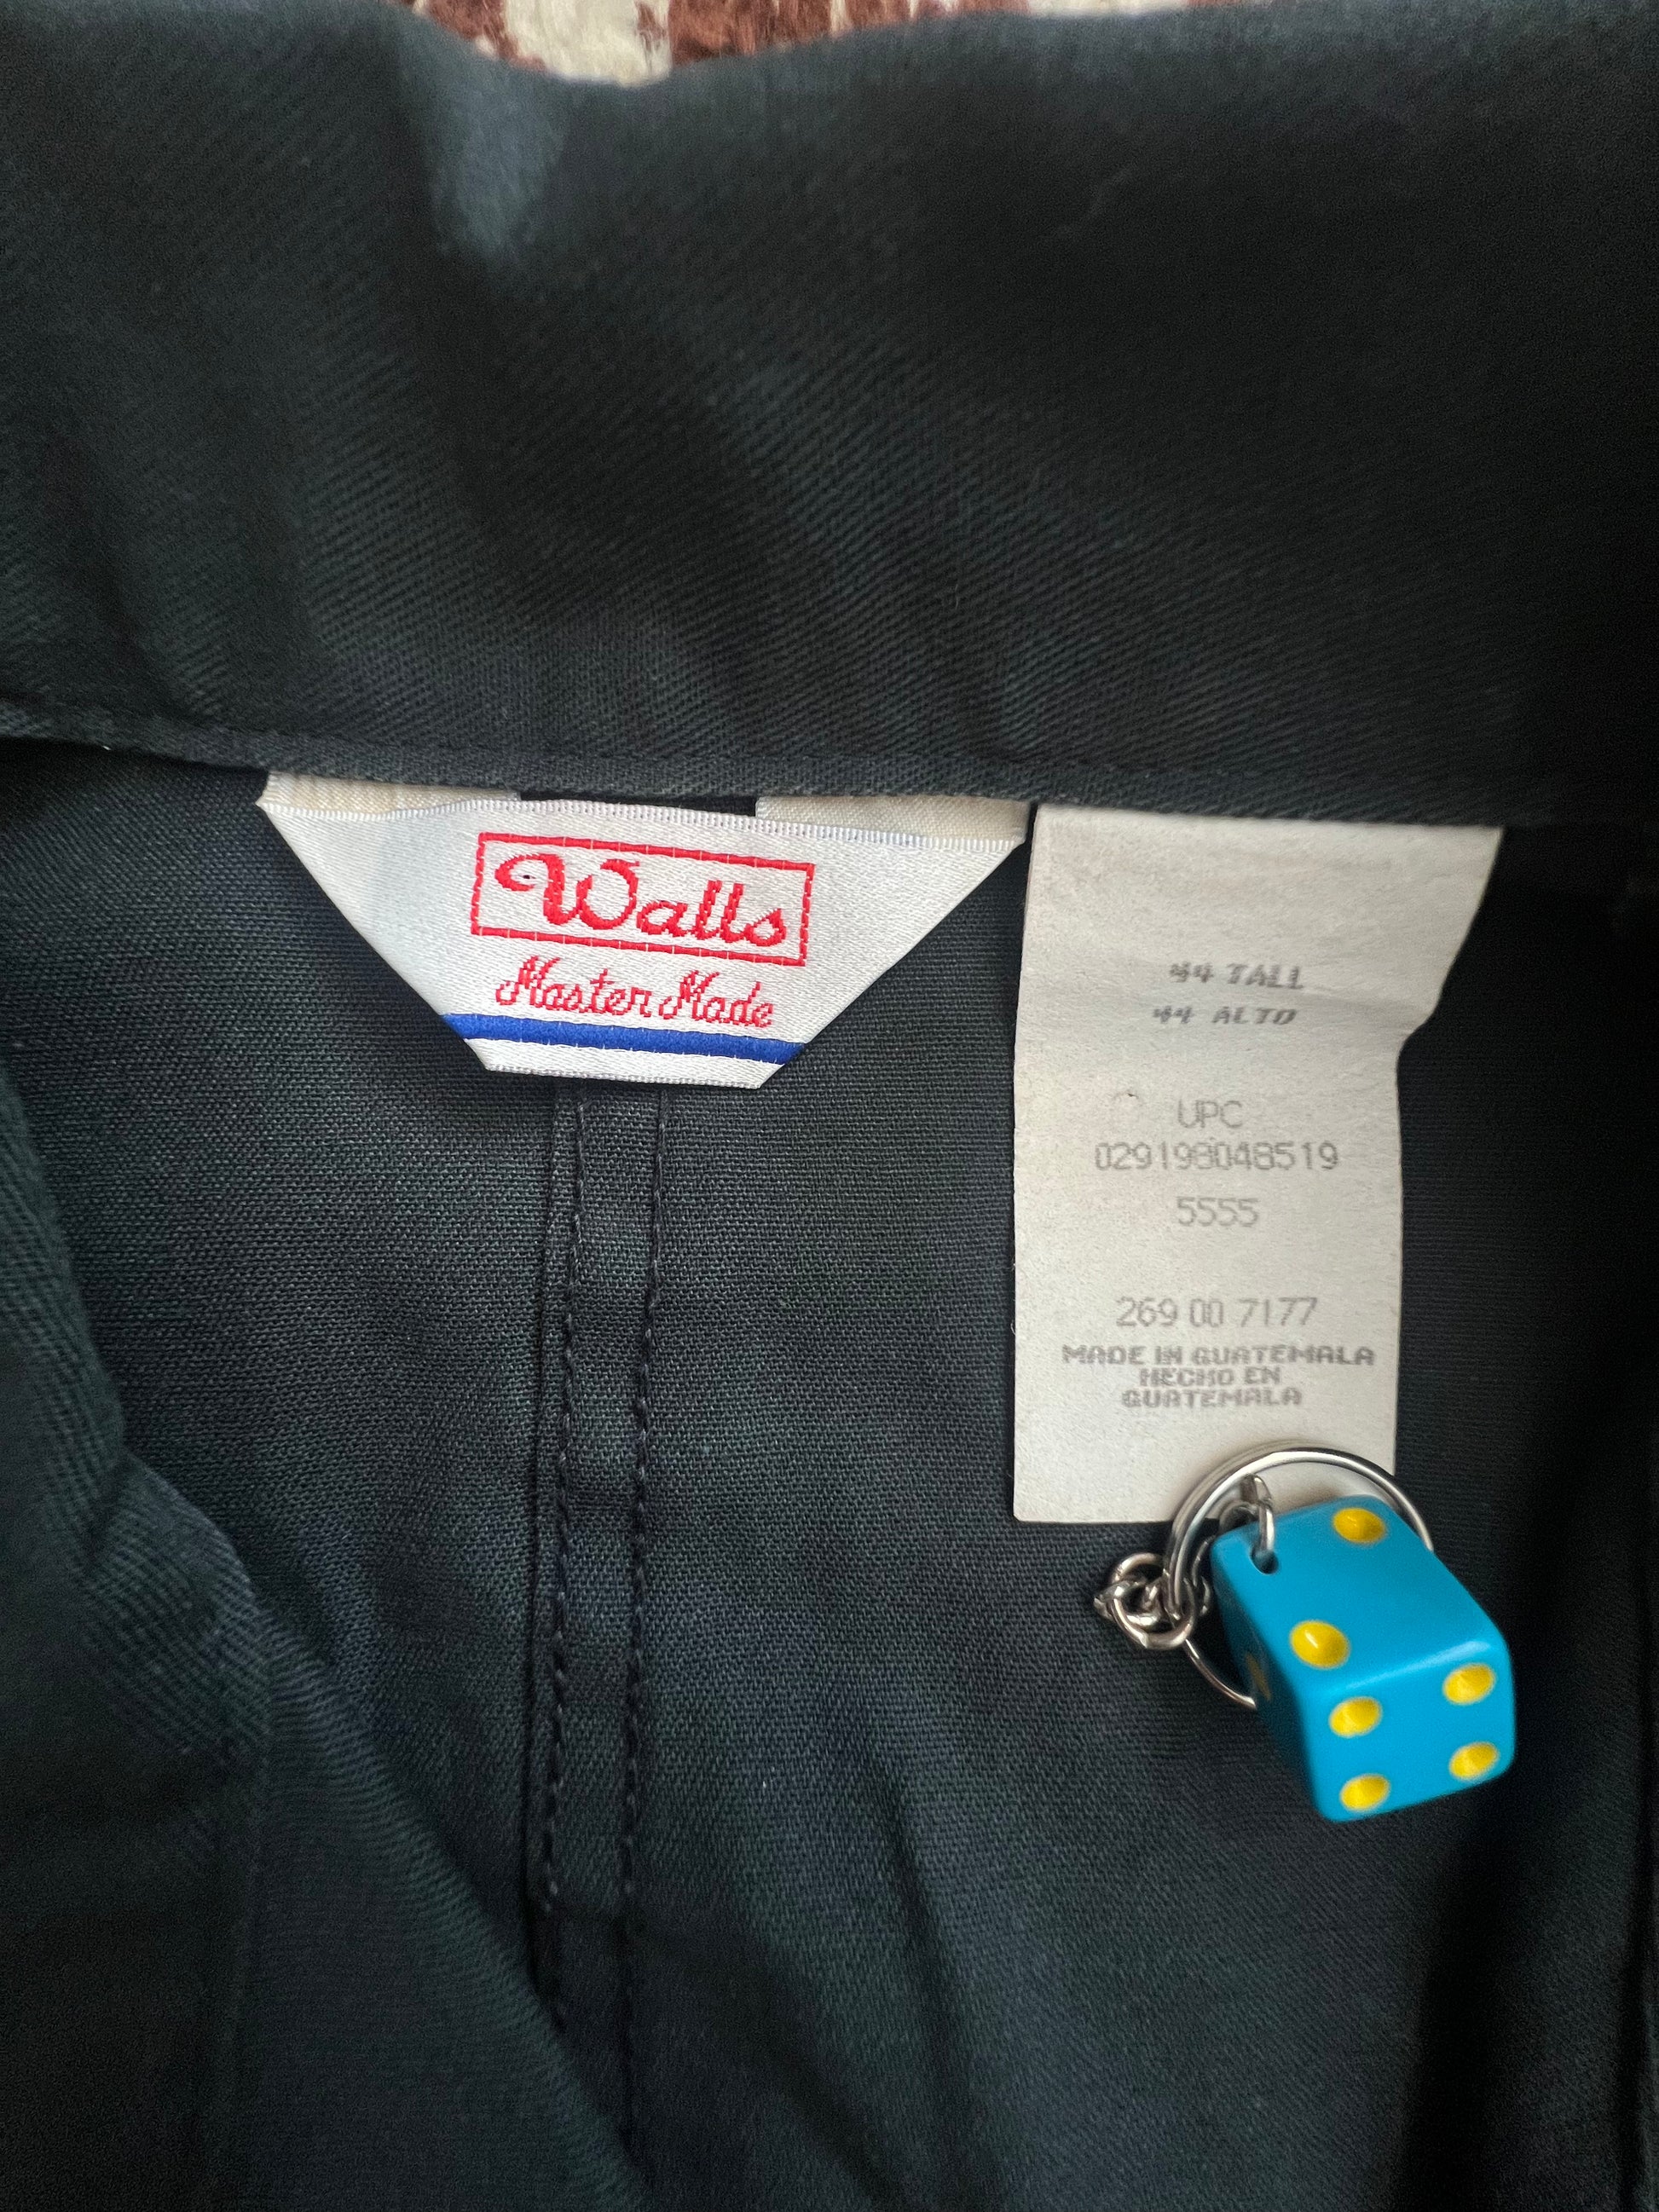 Walls
Master Made
44 TALL
44 ALTO
UPC
029198048519
5555
269 00 7177
MADE IN GUATEMALA
HECHO EN
GUATEMALA